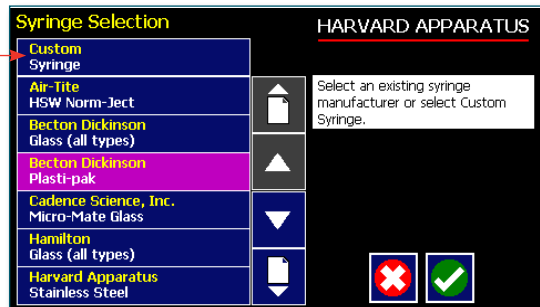 Syringe Selection
HARVARD APPARATUS
Custom
Syringe
Air-Tite
HSW Norm-Ject
Becton Dickinson
Glass (all types)
Becton Dickinson
Plasti-pak
Cadence Science, Inc.
Micro-Mate Glass
Hamilton
Glass (all types)
Harvard Apparatus
Stainless Steel
Select an existing syringe
manufacturer or select Custom
Syringe.